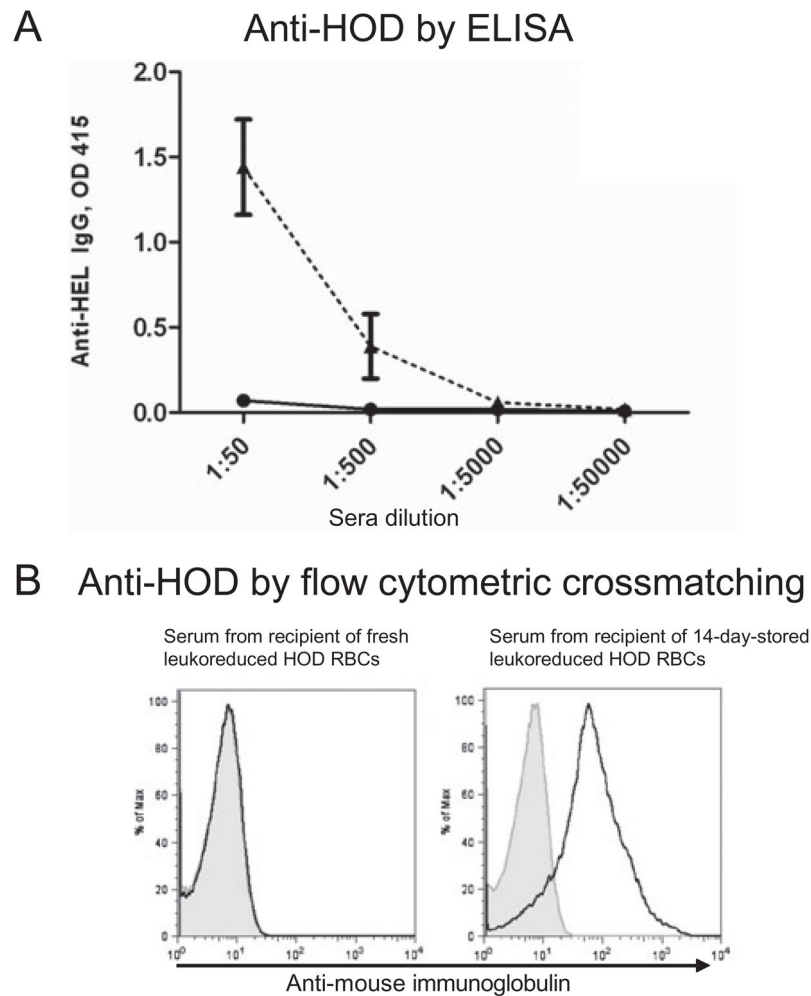 A
Anti-HOD by ELISA
Anti-HEL IgG, OD 415
2.0
1.5
1.0
0.5
0.0
1:50
1:500
1:5000
1:50000
Sera dilution
B
Anti-HOD by flow cytometric crossmatching
Serum from recipient of fresh
leukoreduced HOD RBCs
% of Max
100
80
60
40
20
0
10⁰
10¹
10²
10³
10⁴
Serum from recipient of 14-day-stored
leukoreduced HOD RBCs
% of Max
100
80
60
40
20
0
10⁰
10¹
10²
10³
10⁴
Anti-mouse immunoglobulin